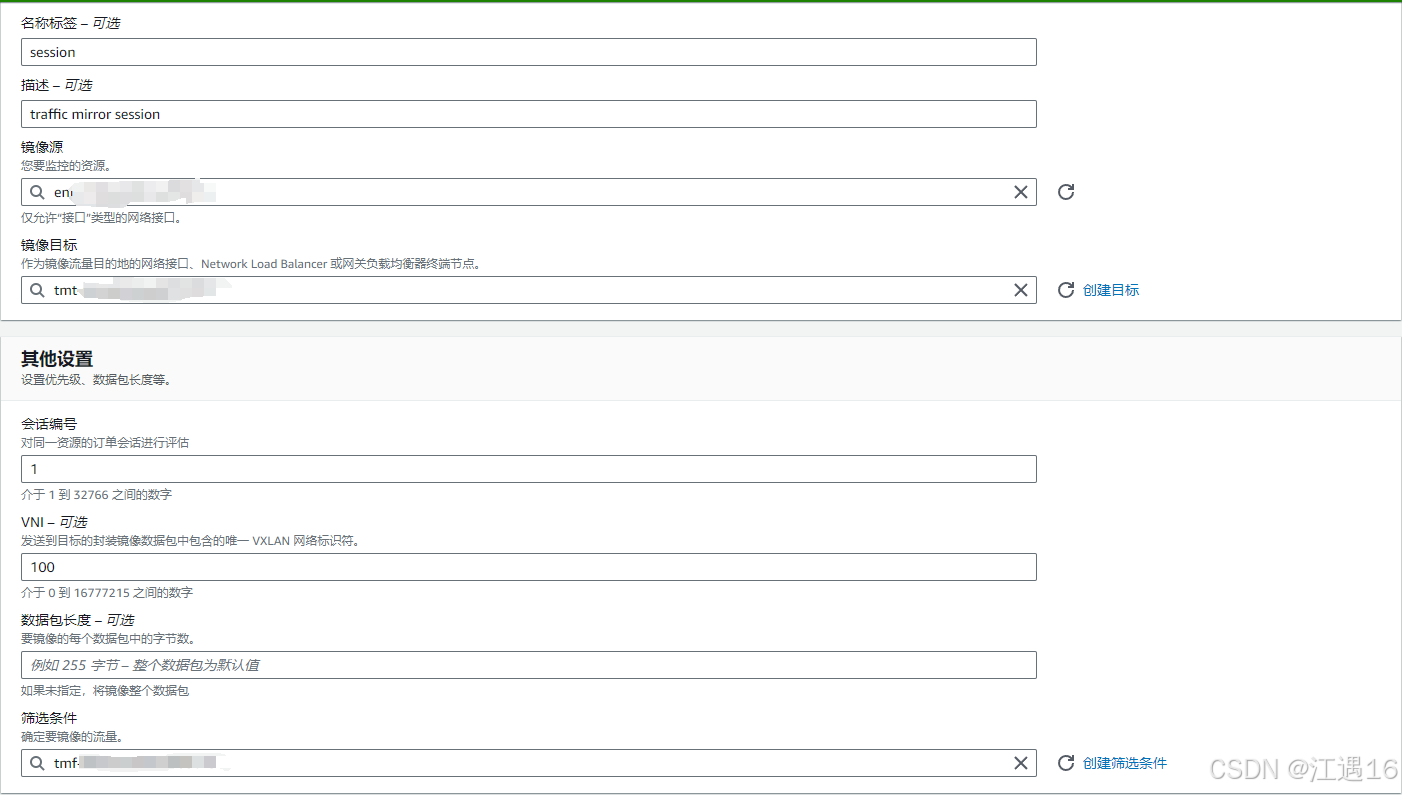 名称标签 – 可选
session
描述 – 可选
traffic mirror session
镜像源
您要监控的资源。
仅允许“接口”类型的网络接口。
镜像目标
作为镜像流量目的地的网络接口、Network Load Balancer 或网关负载均衡器终端节点。
tmt-
创建目标
其他设置
设置优先级、数据包长度等。
会话编号
对同一资源的订单会话进行评估
1
介于 1 到 32766 之间的数字
VNI – 可选
发送到目标的封装镜像数据包中包含的唯一 VXLAN 网络标识符。
100
介于 0 到 16777215 之间的数字
数据包长度 – 可选
要镜像的每个数据包中的字节数。
例如 255 字节 – 整个数据包为默认值
如果未指定，将镜像整个数据包
筛选条件
确定要镜像的流量。
tmf-
创建筛选条件
CSDN @江遇16